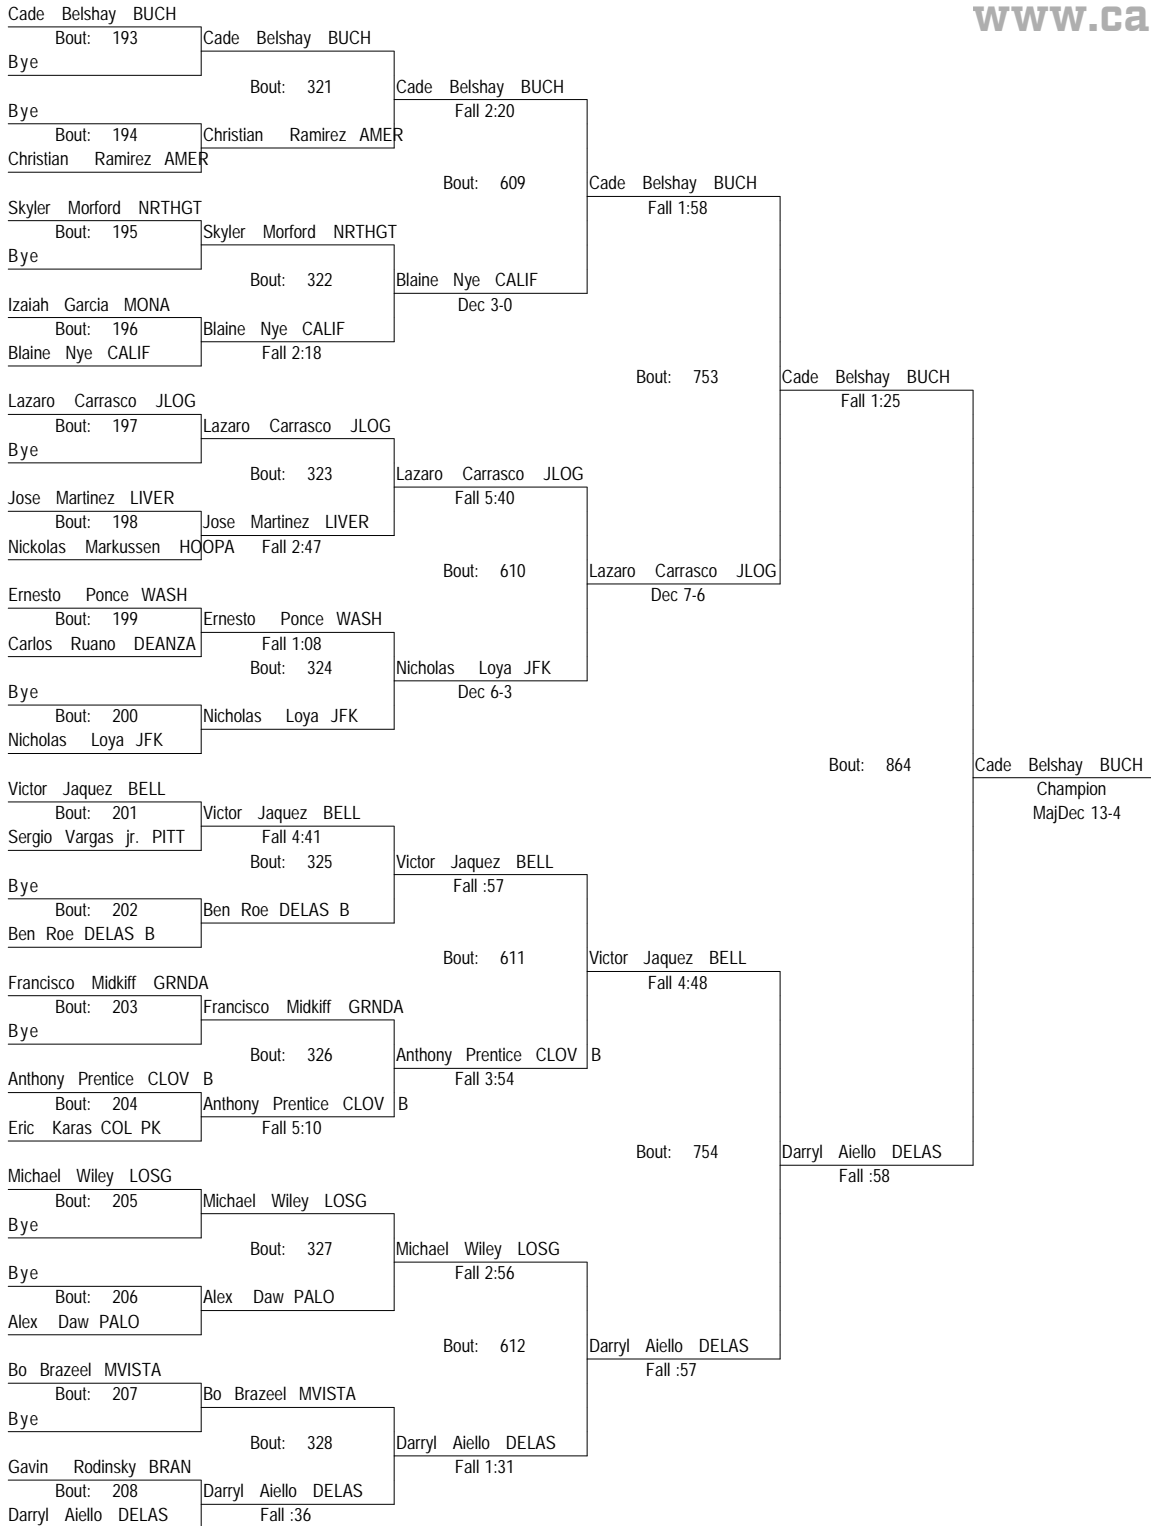 www.ca
Cade Belshay BUCH
Bout: 193
Cade Belshay BUCH
Bye
Bout: 321
Cade Belshay BUCH
Bye
Fall 2:20
Bout: 194
Christian Ramirez AMER
Christian Ramirez AMER
Bout: 609
Cade Belshay BUCH
Skyler Morford NRTHGT
Fall 1:58
Bout: 195
Skyler Morford NRTHGT
Bye
Bout: 322
Blaine Nye CALIF
Izaiah Garcia MONA
Dec 3-0
Bout: 196
Blaine Nye CALIF
Blaine Nye CALIF
Fall 2:18
Bout: 753
Cade Belshay BUCH
Lazaro Carrasco JLOG
Fall 1:25
Bout: 197
Lazaro Carrasco JLOG
Bye
Bout: 323
Lazaro Carrasco JLOG
Jose Martinez LIVER
Fall 5:40
Bout: 198
Jose Martinez LIVER
Nickolas Markussen HOOPA
Fall 2:47
Bout: 610
Lazaro Carrasco JLOG
Ernesto Ponce WASH
Dec 7-6
Bout: 199
Ernesto Ponce WASH
Carlos Ruano DEANZA
Fall 1:08
Bout: 324
Nicholas Loya JFK
Bye
Dec 6-3
Bout: 200
Nicholas Loya JFK
Nicholas Loya JFK
Bout: 864
Cade Belshay BUCH
Victor Jaquez BELL
Champion
Bout: 201
Victor Jaquez BELL
MajDec 13-4
Sergio Vargas jr. PITT
Fall 4:41
Bout: 325
Victor Jaquez BELL
Bye
Fall :57
Bout: 202
Ben Roe DELAS B
Ben Roe DELAS B
Bout: 611
Victor Jaquez BELL
Francisco Midkiff GRNDA
Fall 4:48
Bout: 203
Francisco Midkiff GRNDA
Bye
Bout: 326
Anthony Prentice CLOV B
Anthony Prentice CLOV B
Fall 3:54
Bout: 204
Anthony Prentice CLOV B
Eric Karas COL PK
Fall 5:10
Bout: 754
Darryl Aiello DELAS
Michael Wiley LOSG
Fall :58
Bout: 205
Michael Wiley LOSG
Bye
Bout: 327
Michael Wiley LOSG
Bye
Fall 2:56
Bout: 206
Alex Daw PALO
Alex Daw PALO
Bout: 612
Darryl Aiello DELAS
Bo Brazeel MVISTA
Fall :57
Bout: 207
Bo Brazeel MVISTA
Bye
Bout: 328
Darryl Aiello DELAS
Gavin Rodinsky BRAN
Fall 1:31
Bout: 208
Darryl Aiello DELAS
Darryl Aiello DELAS
Fall :36